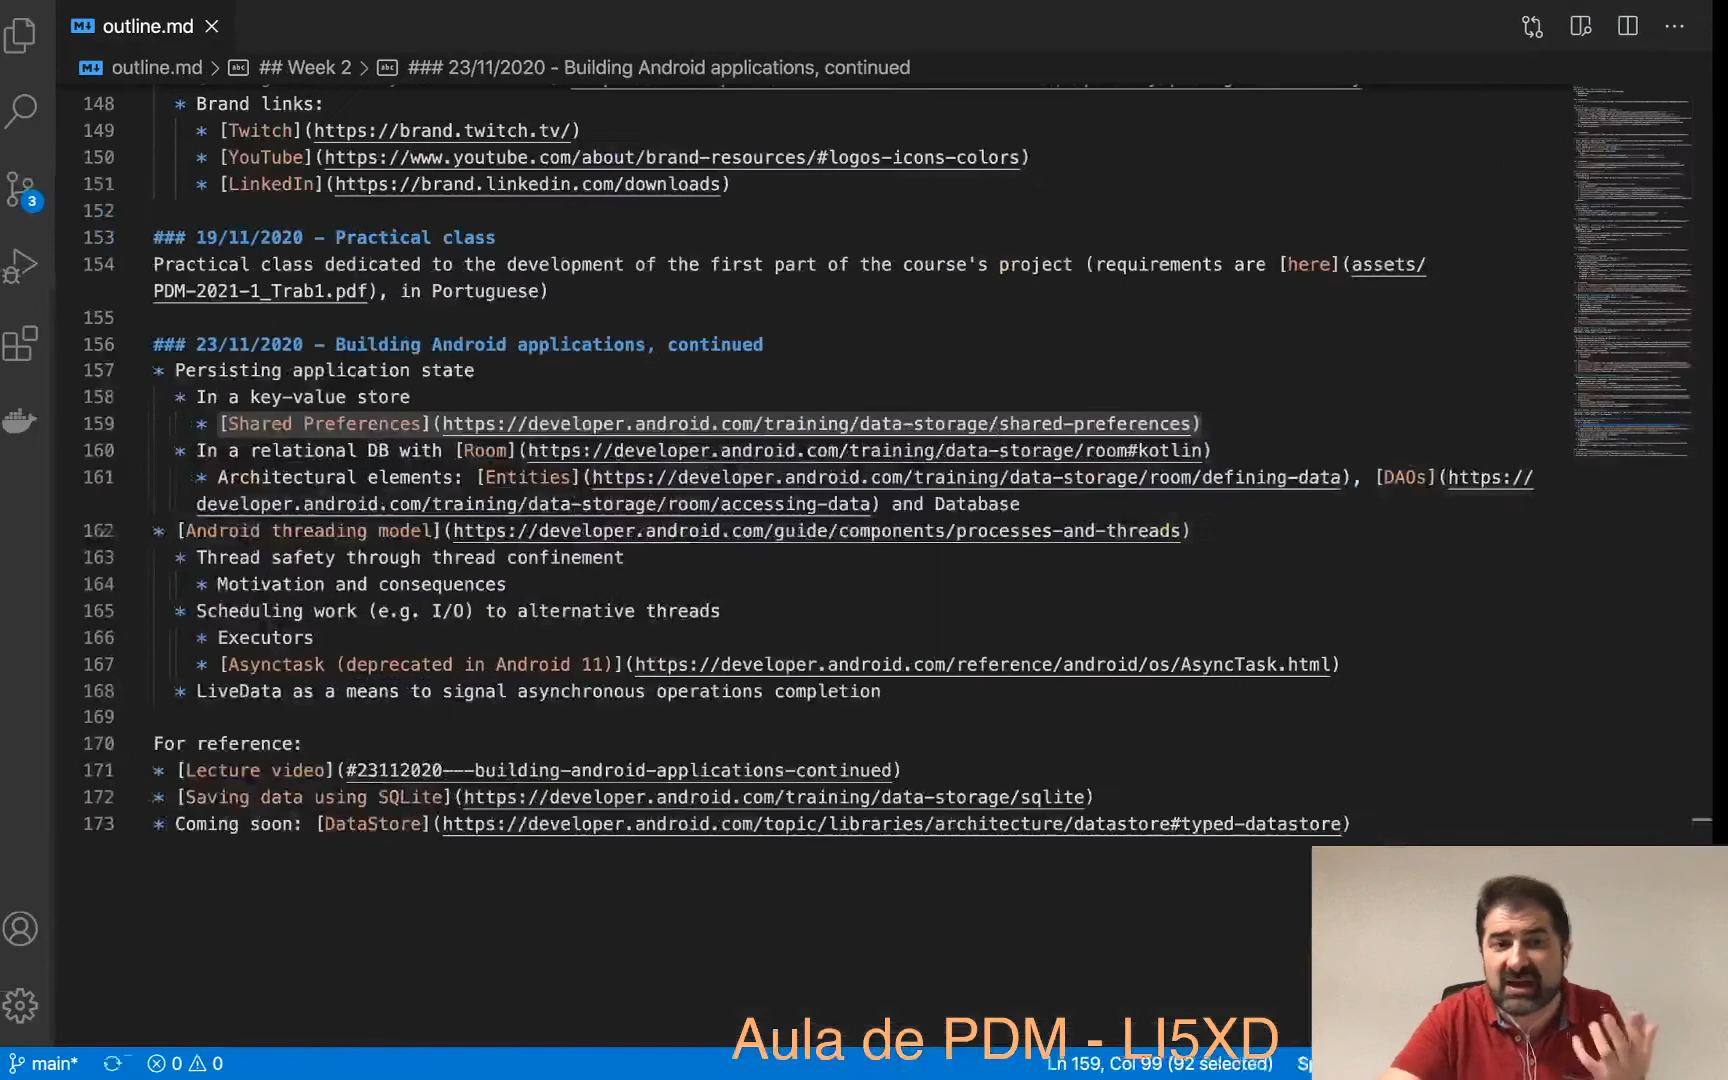 outline.md
outline.md > ## Week 2 > ### 23/11/2020 - Building Android applications, continued
148 * Brand links:
149 * [Twitch](https://brand.twitch.tv/)
150 * [YouTube](https://www.youtube.com/about/brand-resources/#logos-icons-colors)
151 * [LinkedIn](https://brand.linkedin.com/downloads)
152
153 ### 19/11/2020 - Practical class
154 Practical class dedicated to the development of the first part of the course's project (requirements are [here](assets/
PDM-2021-1_Trab1.pdf), in Portuguese)
155
156 ### 23/11/2020 - Building Android applications, continued
157 * Persisting application state
158 * In a key-value store
159 * [Shared Preferences](https://developer.android.com/training/data-storage/shared-preferences)
160 * In a relational DB with [Room](https://developer.android.com/training/data-storage/room#kotlin)
161 * Architectural elements: [Entities](https://developer.android.com/training/data-storage/room/defining-data), [DAOs](https://
developer.android.com/training/data-storage/room/accessing-data) and Database
162 * [Android threading model](https://developer.android.com/guide/components/processes-and-threads)
163 * Thread safety through thread confinement
164 * Motivation and consequences
165 * Scheduling work (e.g. I/O) to alternative threads
166 * Executors
167 * [Asynctask (deprecated in Android 11)](https://developer.android.com/reference/android/os/AsyncTask.html)
168 * LiveData as a means to signal asynchronous operations completion
169
170 For reference:
171 * [Lecture video](#23112020---building-android-applications-continued)
172 * [Saving data using SQLite](https://developer.android.com/training/data-storage/sqlite)
173 * Coming soon: [DataStore](https://developer.android.com/topic/libraries/architecture/datastore#typed-datastore)
3
Aula de PDM - LI5XD
main* 0 0 Ln 159, Col 99 (92 selected)